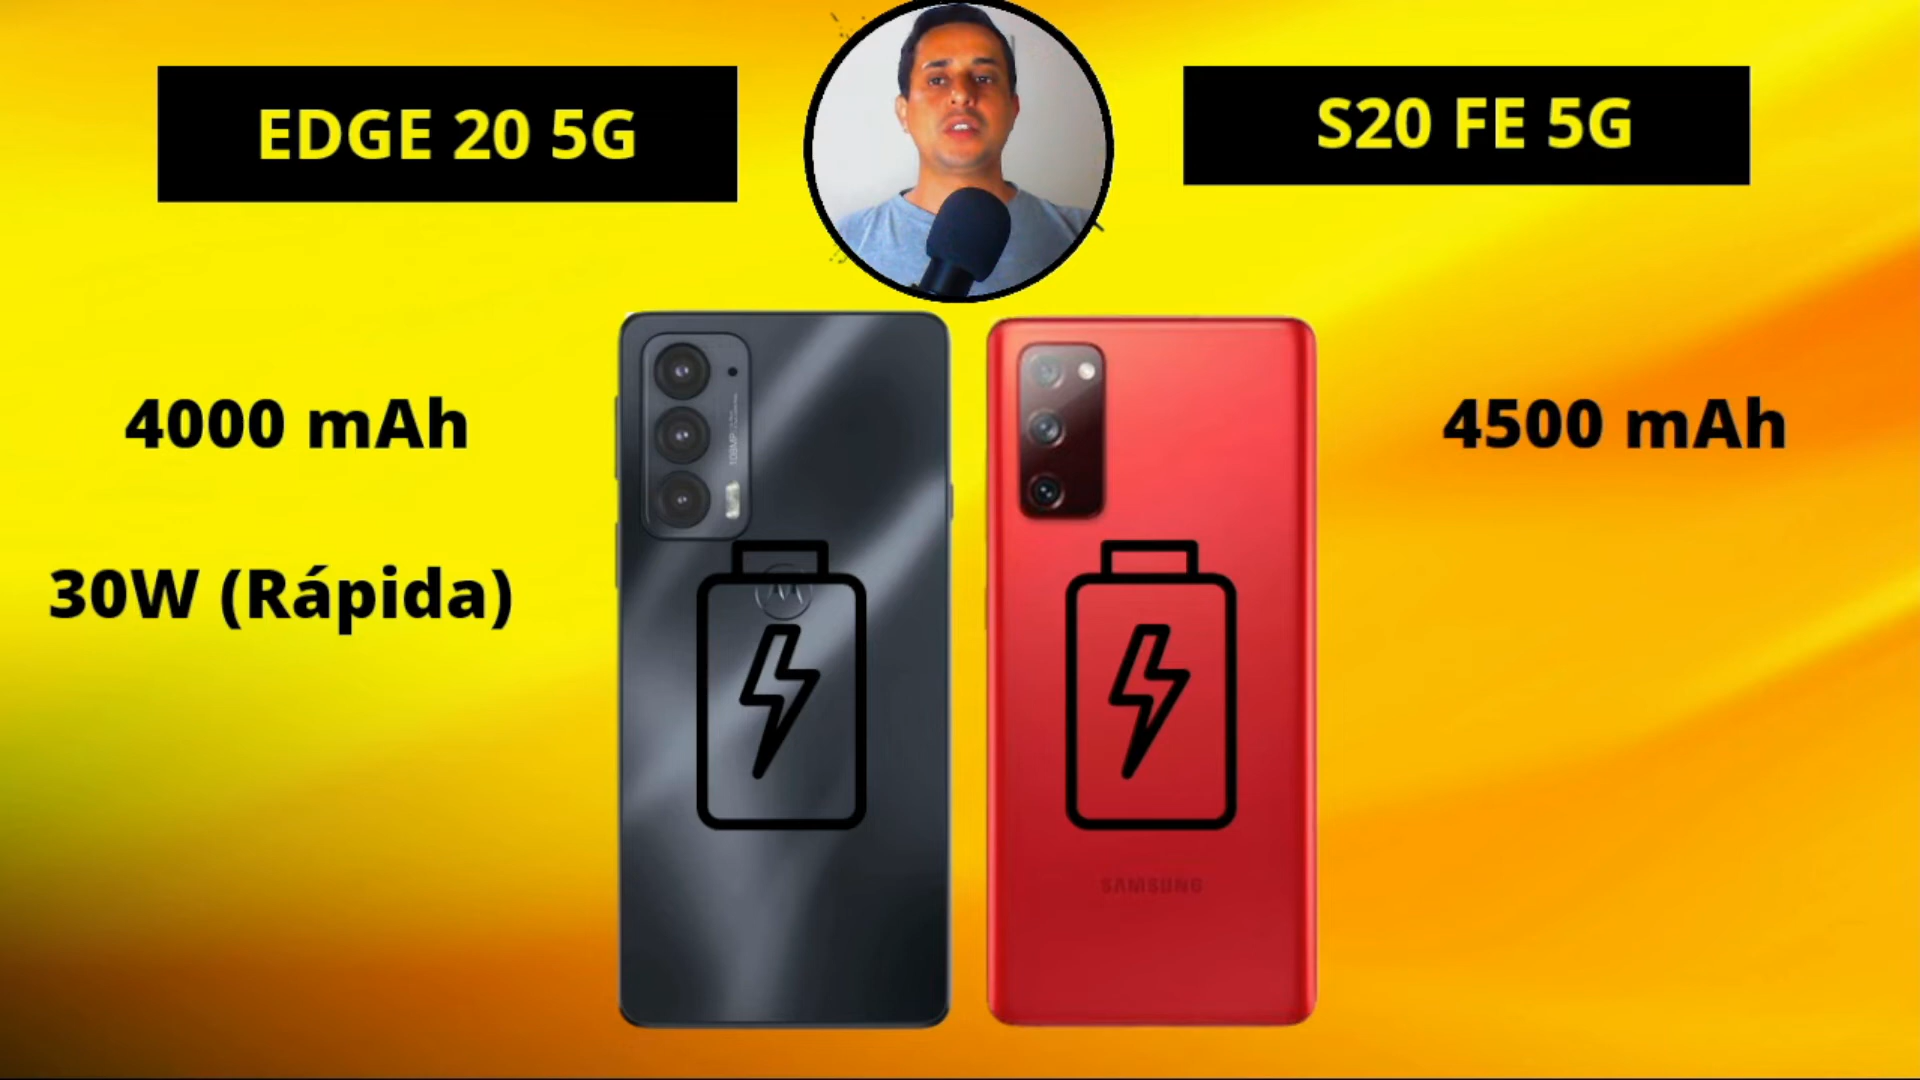 EDGE 20 5G
S20 FE 5G
4000 mAh
4500 mAh
30W (Rápida)
SAMSUNG